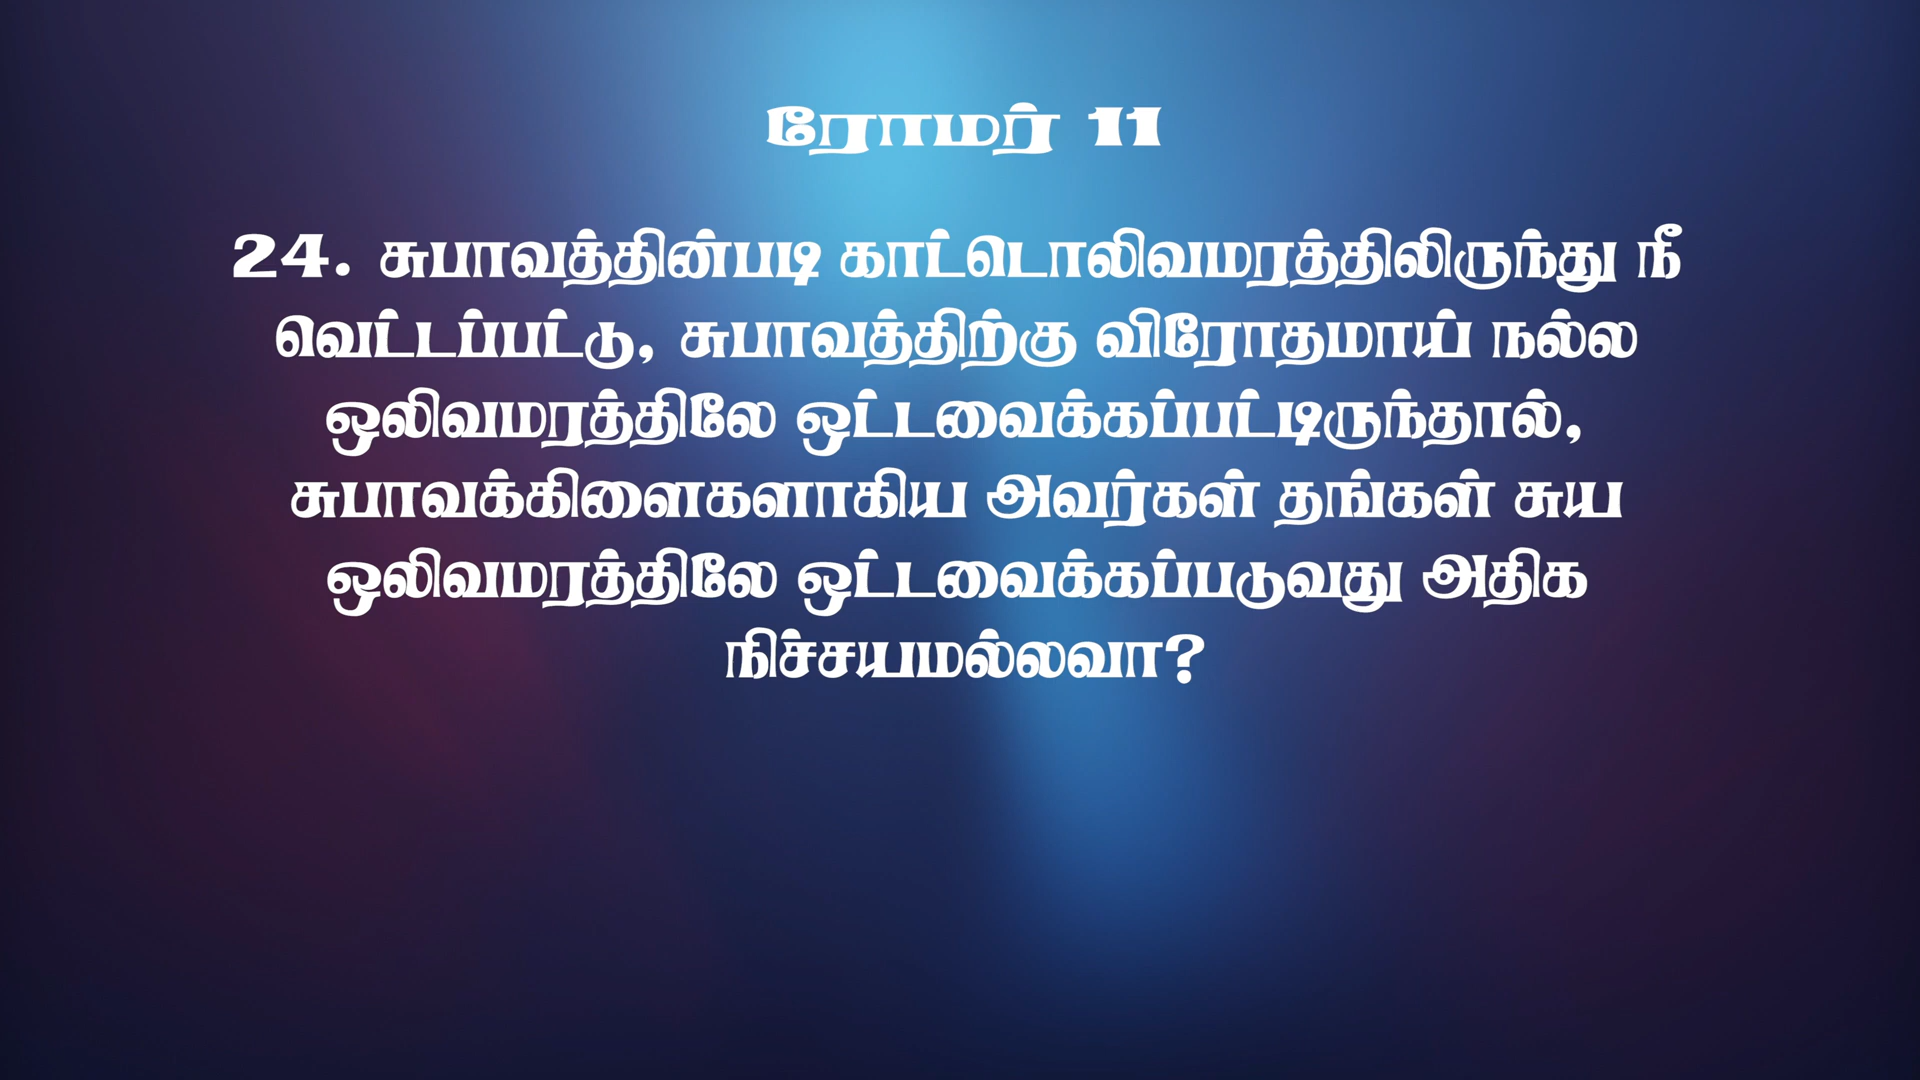 ரோமர் 11
24. சுபாவத்தின்படி காட்டொலிவமரத்திலிருந்து நீ
வெட்டப்பட்டு, சுபாவத்திற்கு விரோதமாய் நல்ல
ஒலிவமரத்திலே ஒட்டவைக்கப்பட்டிருந்தால்,
சுபாவக்கிளைகளாகிய அவர்கள் தங்கள் சுய
ஒலிவமரத்திலே ஒட்டவைக்கப்படுவது அதிக
நிச்சயமல்லவா?